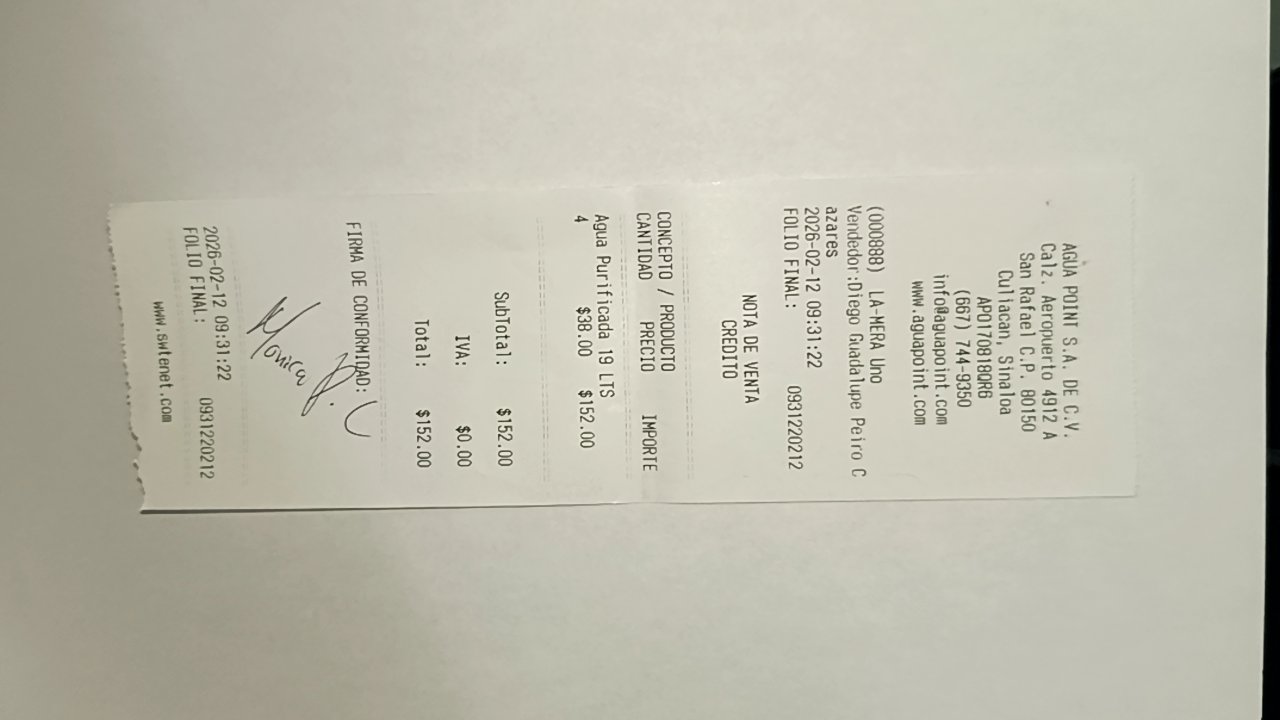 AGUA POINT S.A. DE C.V.
Calz. Aeropuerto 4912 A
San Rafael C.P. 80150
Culiacan, Sinaloa
APO170818QR6
(667) 744-9350
info@aguapoint.com
www.aguapoint.com
(000888) LA-MERA Uno
Vendedor:Diego Guadalupe Peiro C
azares
2026-02-12 09:31:22
FOLIO FINAL: 0931220212
NOTA DE VENTA
CREDITO
CONCEPTO / PRODUCTO
CANTIDAD PRECIO IMPORTE
Agua Purificada 19 LTS
4 $38.00 $152.00
SubTotal: $152.00
IVA: $0.00
Total: $152.00
FIRMA DE CONFORMIDAD:
Monica
2026-02-12 09:31:22
FOLIO FINAL: 0931220212
www.swtenet.com